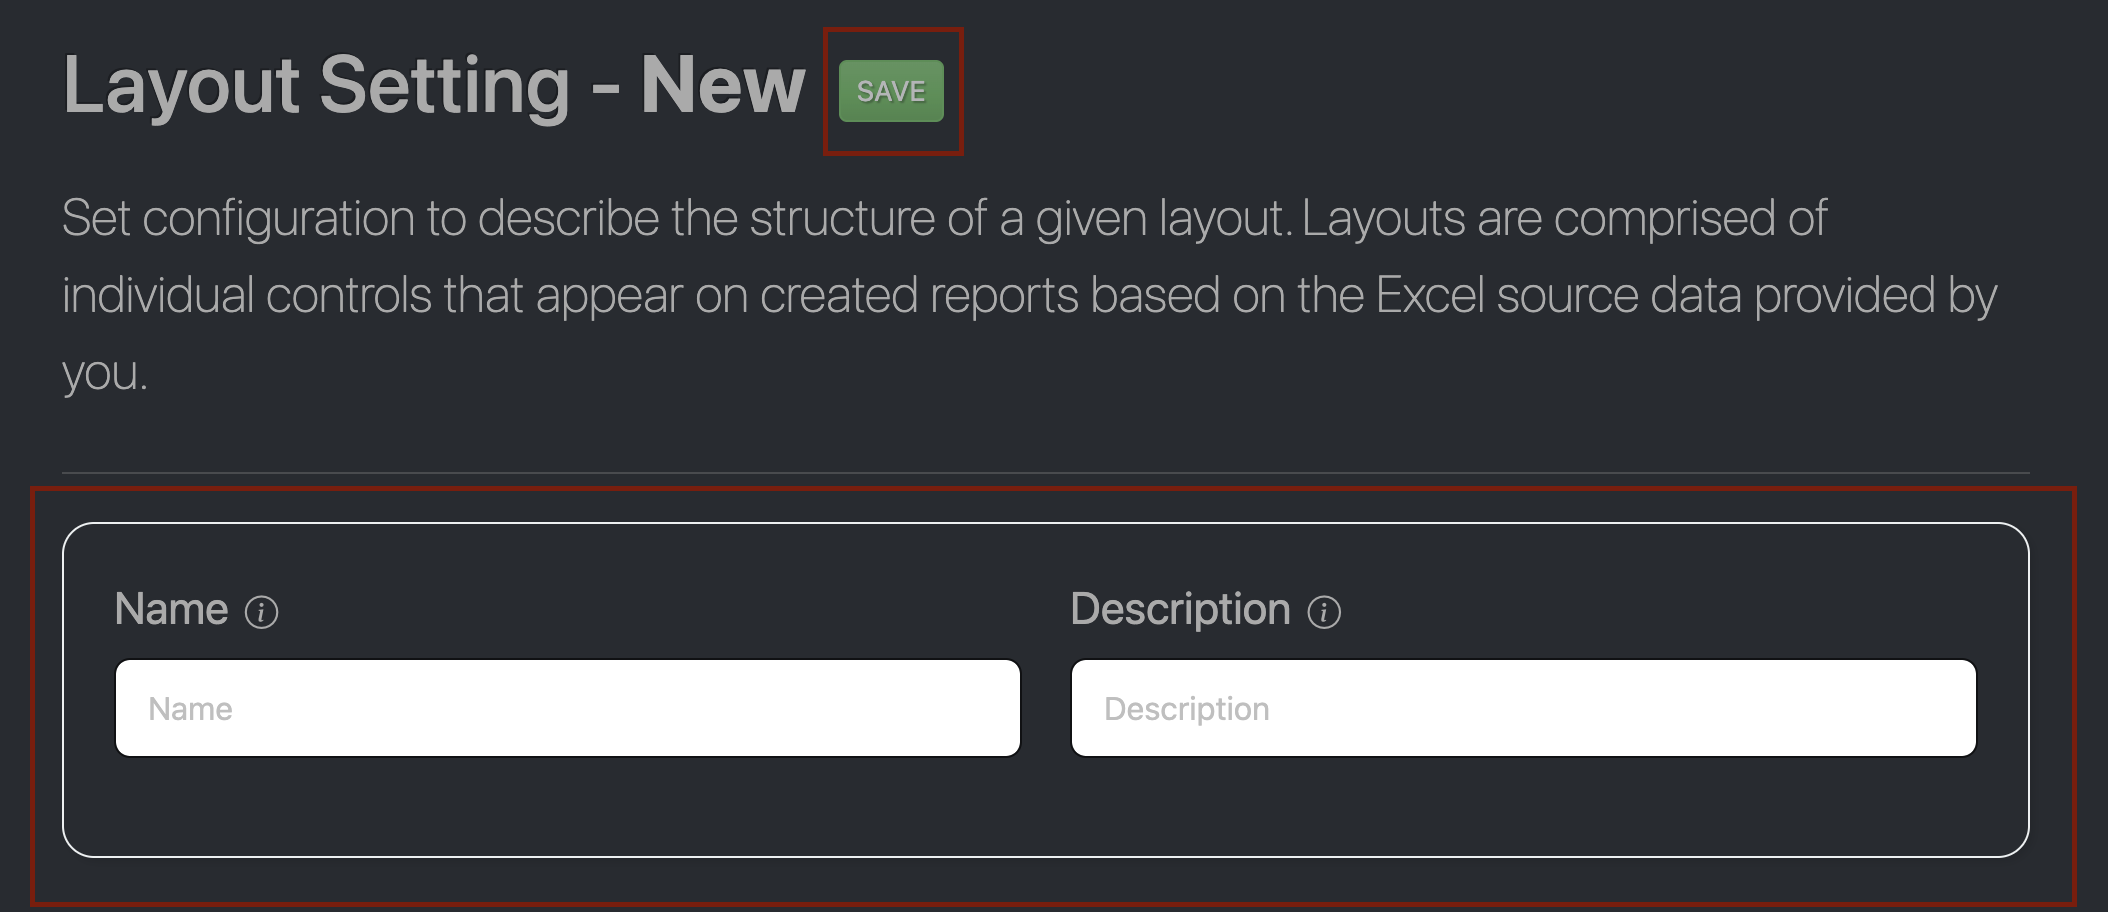 Layout Setting - New SAVE
Set configuration to describe the structure of a given layout. Layouts are comprised of
individual controls that appear on created reports based on the Excel source data provided by
you.
Name i Description i
Name Description